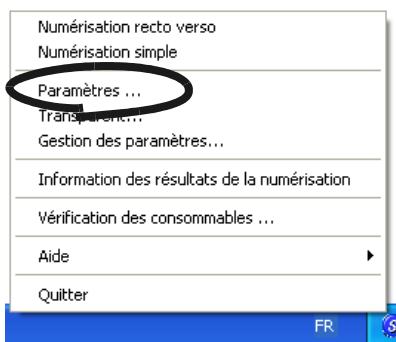 Numérisation recto verso
Numérisation simple
Paramètres ...
Transparent...
Gestion des paramètres...
Information des résultats de la numérisation
Vérification des consommables ...
Aide
Quitter
FR
S